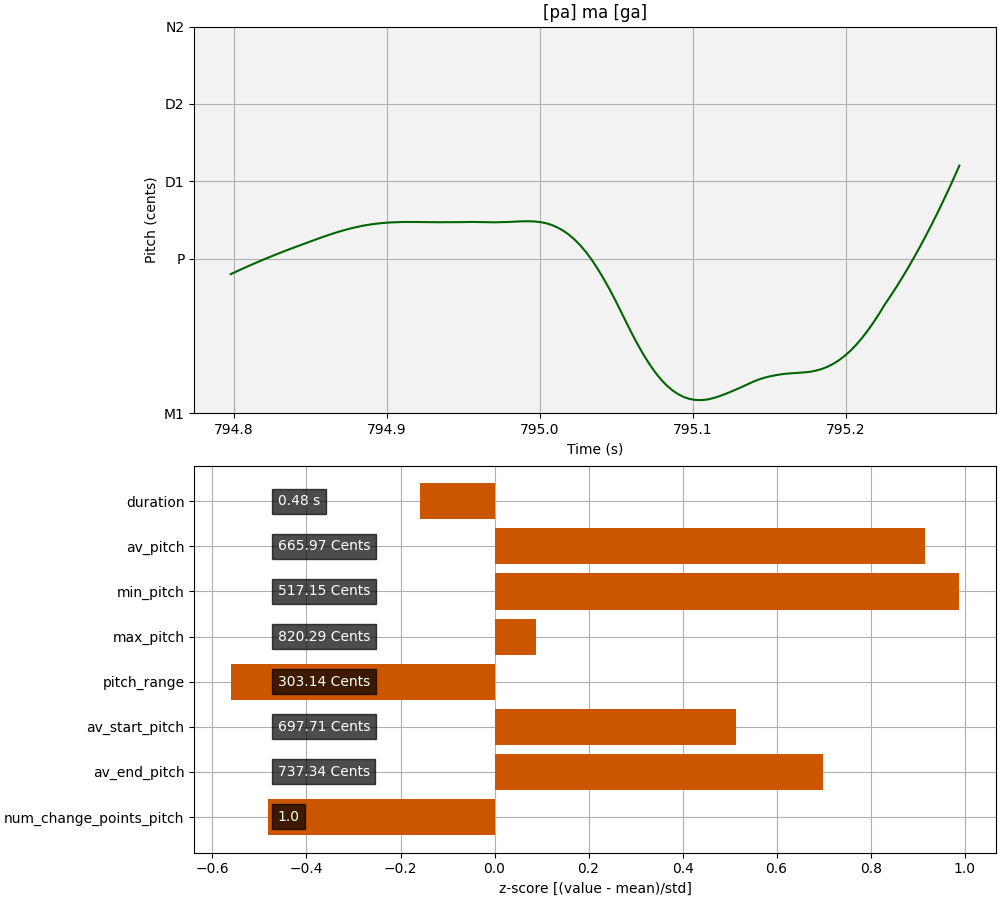 [pa] ma [ga]
N2
D2
D1
P
M1
Pitch (cents)
794.8 794.9 795.0 795.1 795.2
Time (s)
duration 0.48 s
av_pitch 665.97 Cents
min_pitch 517.15 Cents
max_pitch 820.29 Cents
pitch_range 303.14 Cents
av_start_pitch 697.71 Cents
av_end_pitch 737.34 Cents
num_change_points_pitch 1.0
−0.6 −0.4 −0.2 0.0 0.2 0.4 0.6 0.8 1.0
z-score [(value - mean)/std]